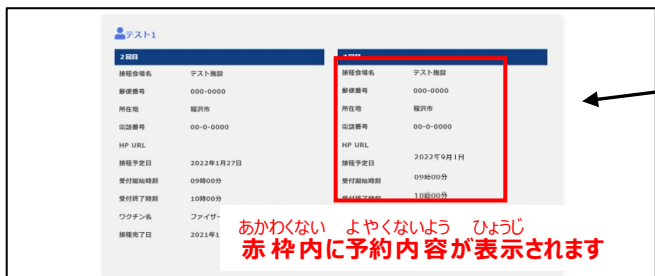 テスト1
2回目
接種会場名 テスト施設
郵便番号 000-0000
所在地 稲沢市
電話番号 00-0-0000
HP URL
接種予定日 2022年1月27日
受付開始時刻 09時00分
受付終了時刻 10時00分
ワクチン名 ファイザー
接種完了日 2021年1
接種会場名 テスト施設
郵便番号 000-0000
所在地 稲沢市
電話番号 00-0-0000
HP URL
接種予定日 2022年9月1日
受付開始時刻 09時00分
受付終了時刻 10時00分
あかわくない よやくないよう ひょうじ
赤枠内に予約内容が表示されます